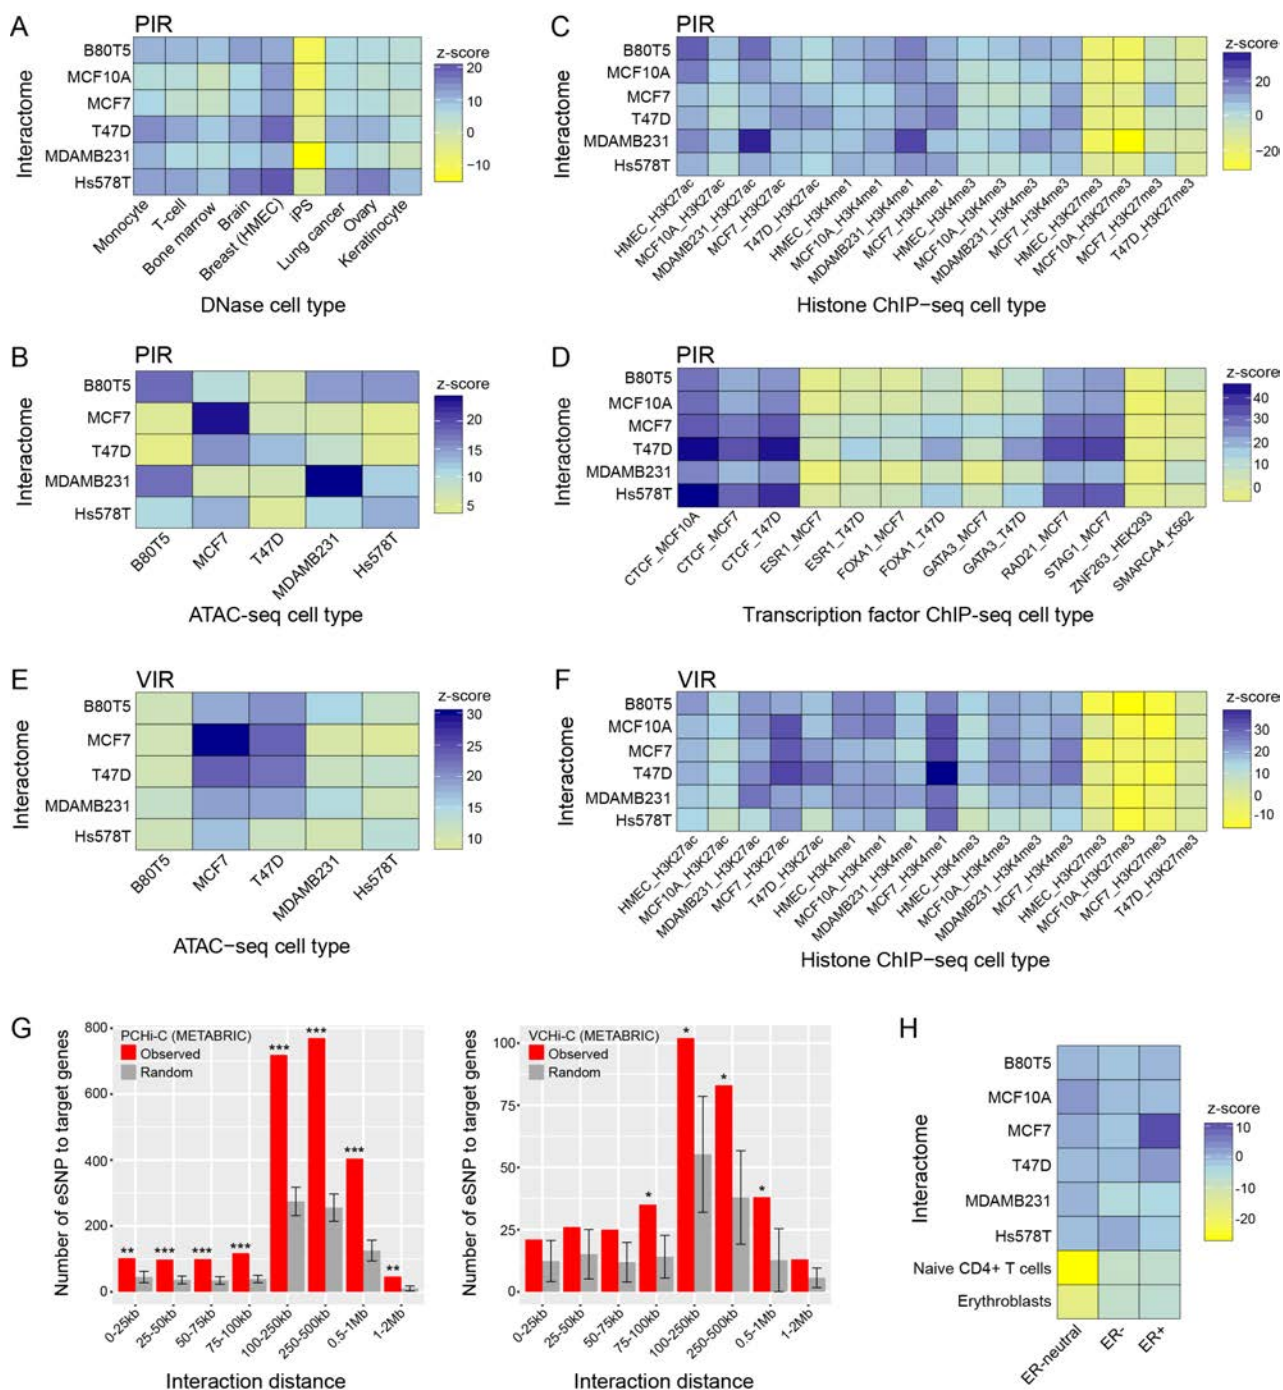 A
PIR
Interactome
B80T5
MCF10A
MCF7
T47D
MDAMB231
Hs578T
Monocyte
T-cell
Bone marrow
Brain
Breast (HMEC)
iPS
Lung cancer
Ovary
Keratinocyte
DNase cell type
z-score
20
10
0
−10
C
PIR
Interactome
B80T5
MCF10A
MCF7
T47D
MDAMB231
Hs578T
HMEC_H3K27ac
MCF10A_H3K27ac
MDAMB231_H3K27ac
MCF7_H3K27ac
T47D_H3K27ac
HMEC_H3K4me1
MCF10A_H3K4me1
MDAMB231_H3K4me1
MCF7_H3K4me1
HMEC_H3K4me3
MCF10A_H3K4me3
MDAMB231_H3K4me3
MCF7_H3K4me3
HMEC_H3K27me3
MCF10A_H3K27me3
MCF7_H3K27me3
T47D_H3K27me3
Histone ChIP−seq cell type
z-score
20
0
−20
B
PIR
Interactome
B80T5
MCF7
T47D
MDAMB231
Hs578T
B80T5
MCF7
T47D
MDAMB231
Hs578T
ATAC-seq cell type
z-score
20
15
10
5
D
PIR
Interactome
B80T5
MCF10A
MCF7
T47D
MDAMB231
Hs578T
CTCF_MCF10A
CTCF_MCF7
CTCF_T47D
ESR1_MCF7
ESR1_T47D
FOXA1_MCF7
FOXA1_T47D
GATA3_MCF7
GATA3_T47D
RAD21_MCF7
STAG1_MCF7
ZNF263_HEK293
SMARCA4_K562
Transcription factor ChIP-seq cell type
z-score
40
30
20
10
0
E
VIR
Interactome
B80T5
MCF7
T47D
MDAMB231
Hs578T
B80T5
MCF7
T47D
MDAMB231
Hs578T
ATAC−seq cell type
z-score
30
25
20
15
10
F
VIR
Interactome
B80T5
MCF10A
MCF7
T47D
MDAMB231
Hs578T
HMEC_H3K27ac
MCF10A_H3K27ac
MDAMB231_H3K27ac
MCF7_H3K27ac
T47D_H3K27ac
HMEC_H3K4me1
MCF10A_H3K4me1
MDAMB231_H3K4me1
MCF7_H3K4me1
HMEC_H3K4me3
MCF10A_H3K4me3
MDAMB231_H3K4me3
MCF7_H3K4me3
HMEC_H3K27me3
MCF10A_H3K27me3
MCF7_H3K27me3
T47D_H3K27me3
Histone ChIP−seq cell type
z-score
30
20
10
0
−10
G
Number of eSNP to target genes
800
600
400
200
0
PCHi-C (METABRIC)
Observed
Random
**
***
***
***
***
***
***
**
0-25kb
25-50kb
50-75kb
75-100kb
100-250kb
250-500kb
0.5-1Mb
1-2Mb
Interaction distance
Number of eSNP to target genes
100
75
50
25
0
VCHi-C (METABRIC)
Observed
Random
*
*
*
*
0-25kb
25-50kb
50-75kb
75-100kb
100-250kb
250-500kb
0.5-1Mb
1-2Mb
Interaction distance
H
Interactome
B80T5
MCF10A
MCF7
T47D
MDAMB231
Hs578T
Naive CD4+ T cells
Erythroblasts
ER-neutral
ER-
ER+
z-score
10
0
-10
-20